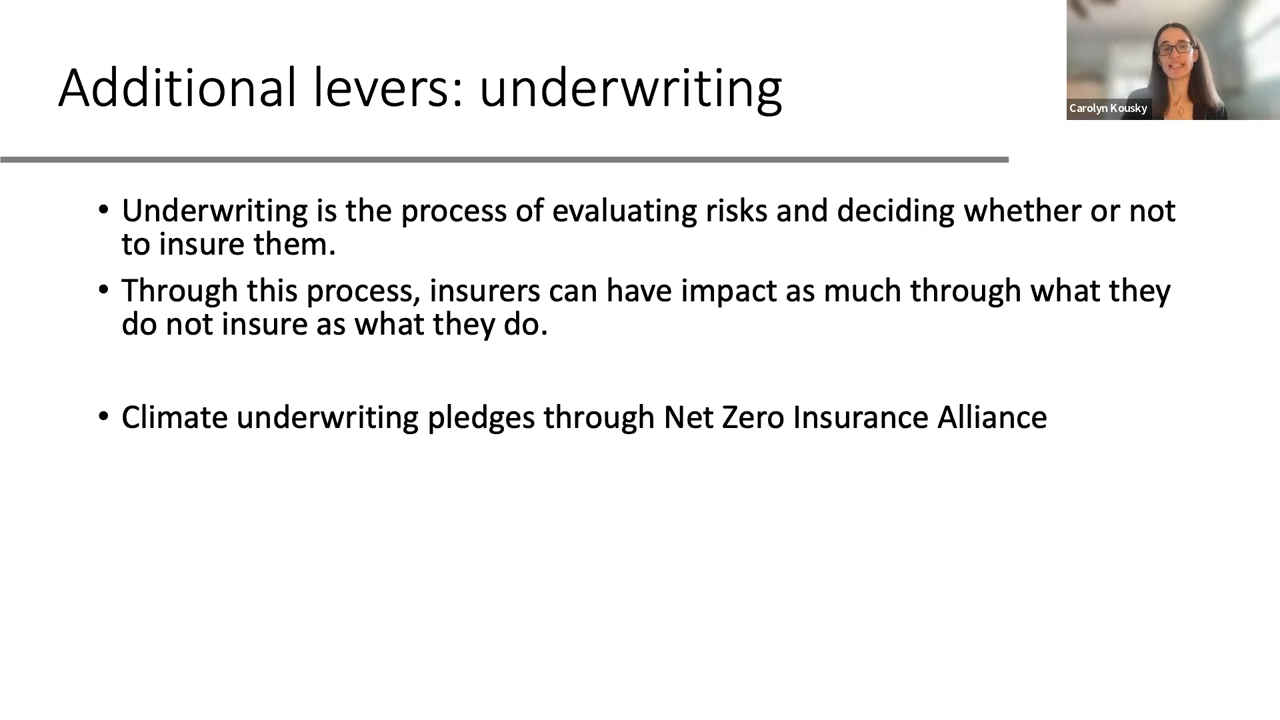 Additional levers: underwriting
Carolyn Kousky
• Underwriting is the process of evaluating risks and deciding whether or not
to insure them.
• Through this process, insurers can have impact as much through what they
do not insure as what they do.
• Climate underwriting pledges through Net Zero Insurance Alliance